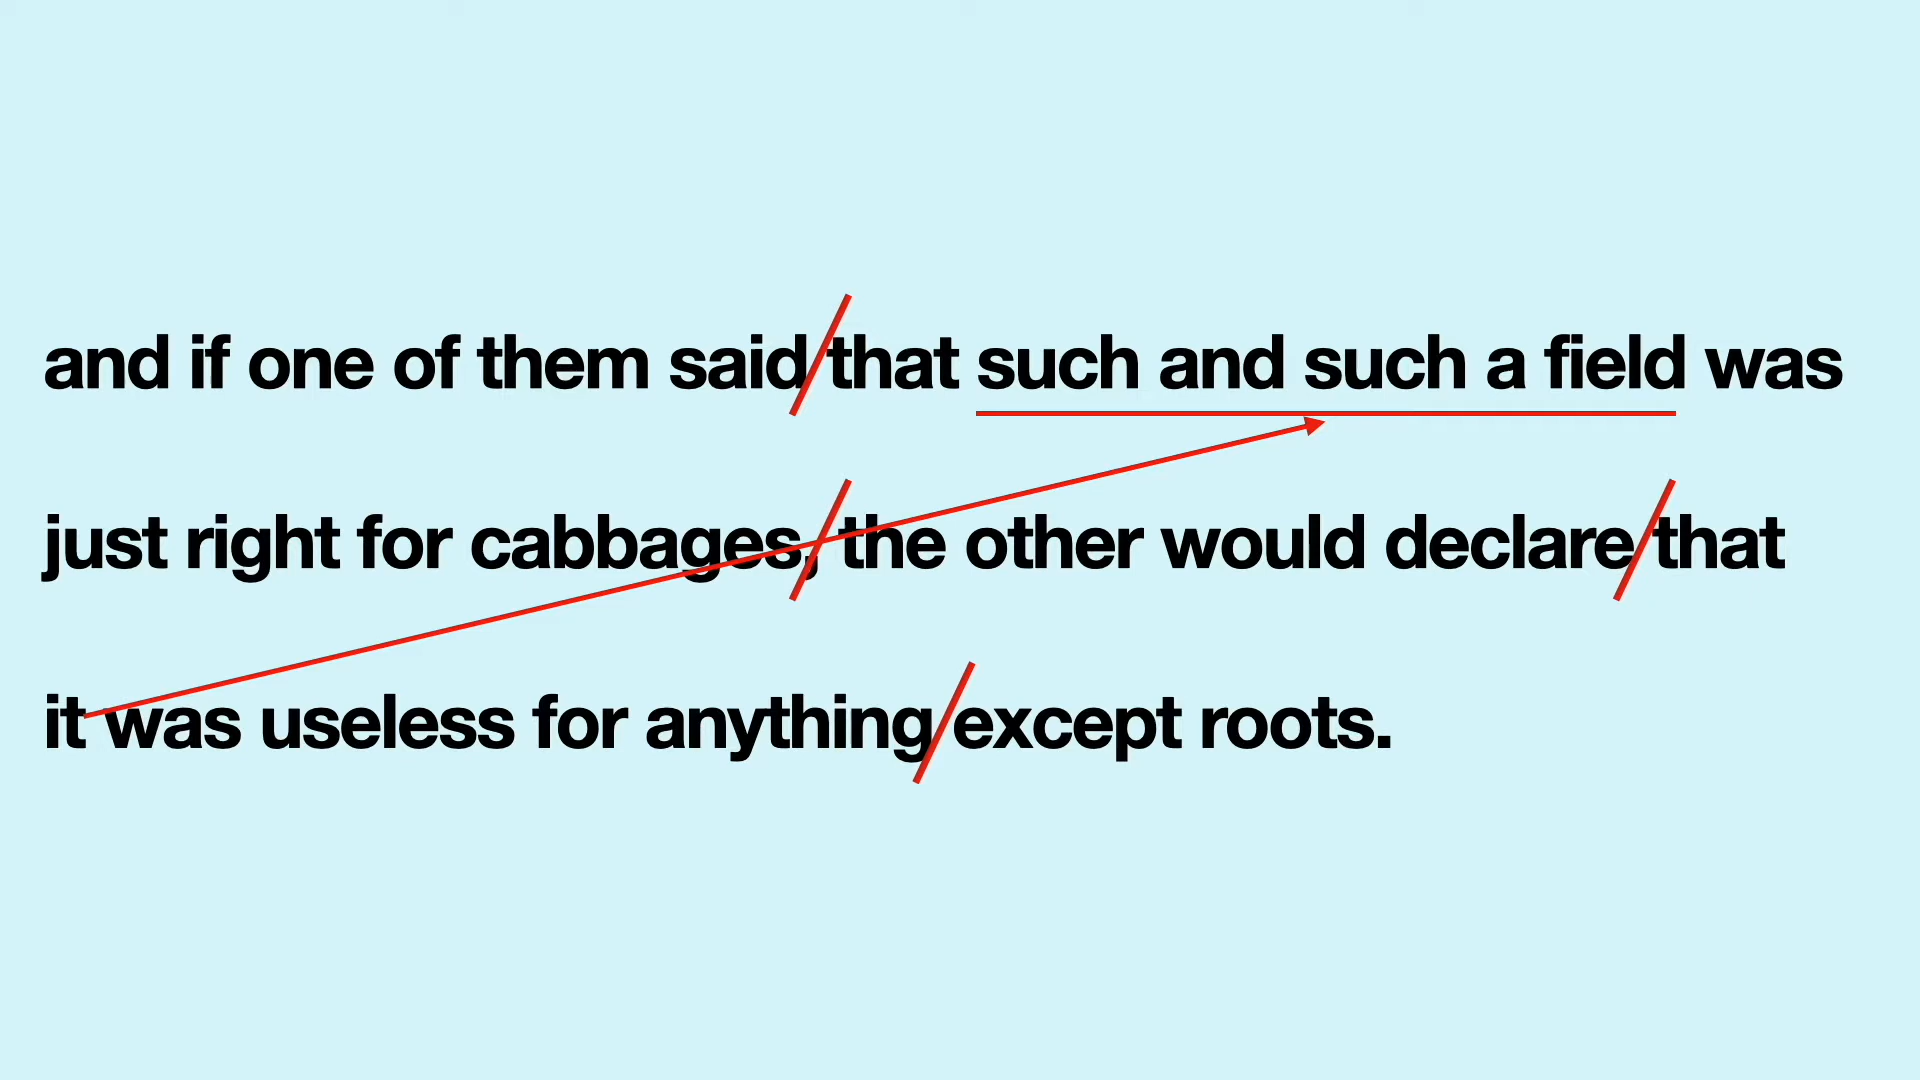 and if one of them said that such and such a field was
just right for cabbages, the other would declare that
it was useless for anything except roots.